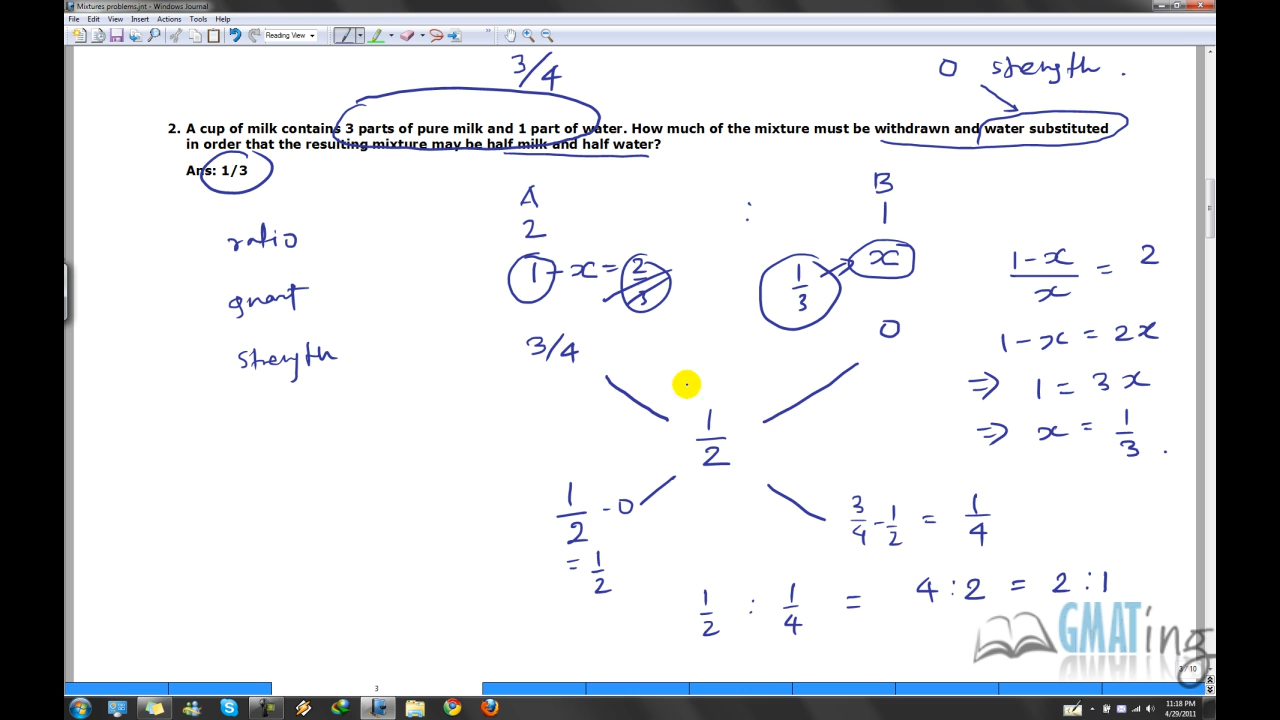 Mixtures problems.jnt - Windows Journal
File Edit View Insert Actions Tools Help
Reading View
3/4
0 strength.
2. A cup of milk contains 3 parts of pure milk and 1 part of water. How much of the mixture must be withdrawn and water substituted
in order that the resulting mixture may be half milk and half water?
Ans: 1/3
A : B
ratio 2 1
quant 1 - x = 2/3 1/3 x
strength 3/4 0
1-x/x = 2
1-x = 2x
⇒ 1 = 3x
⇒ x = 1/3.
1/2
1/2 - 0
= 1/2
3/4 - 1/2 = 1/4
1/2 : 1/4 = 4:2 = 2:1
GMATing
3 / 10
3
11:18 PM
4/29/2011